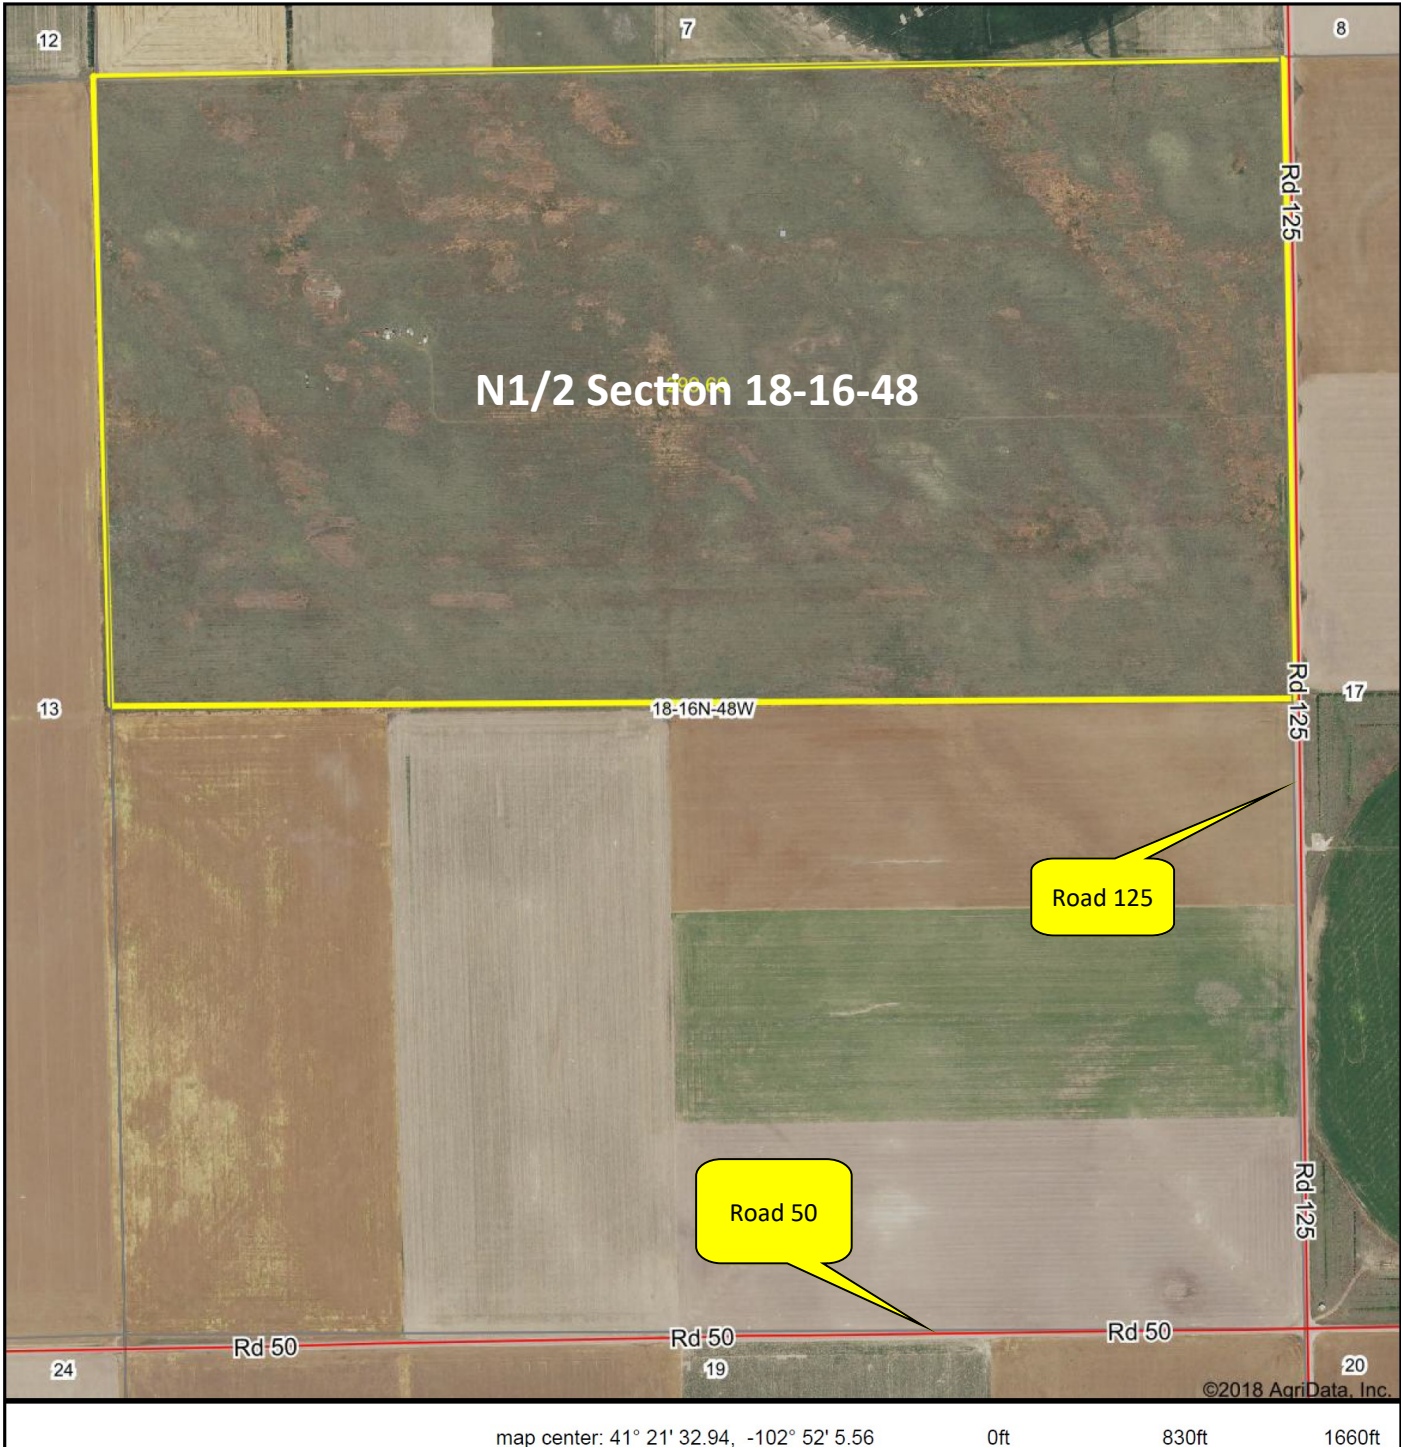 12
7
8
Rd 125
N1/2 Section 18-16-48
13
18-16N-48W
Rd 125
17
Road 125
Rd 125
Road 50
Rd 50
Rd 50
Rd 50
24
19
20
©2018 AgriData, Inc.
map center: 41° 21' 32.94, -102° 52' 5.56
0ft
830ft
1660ft